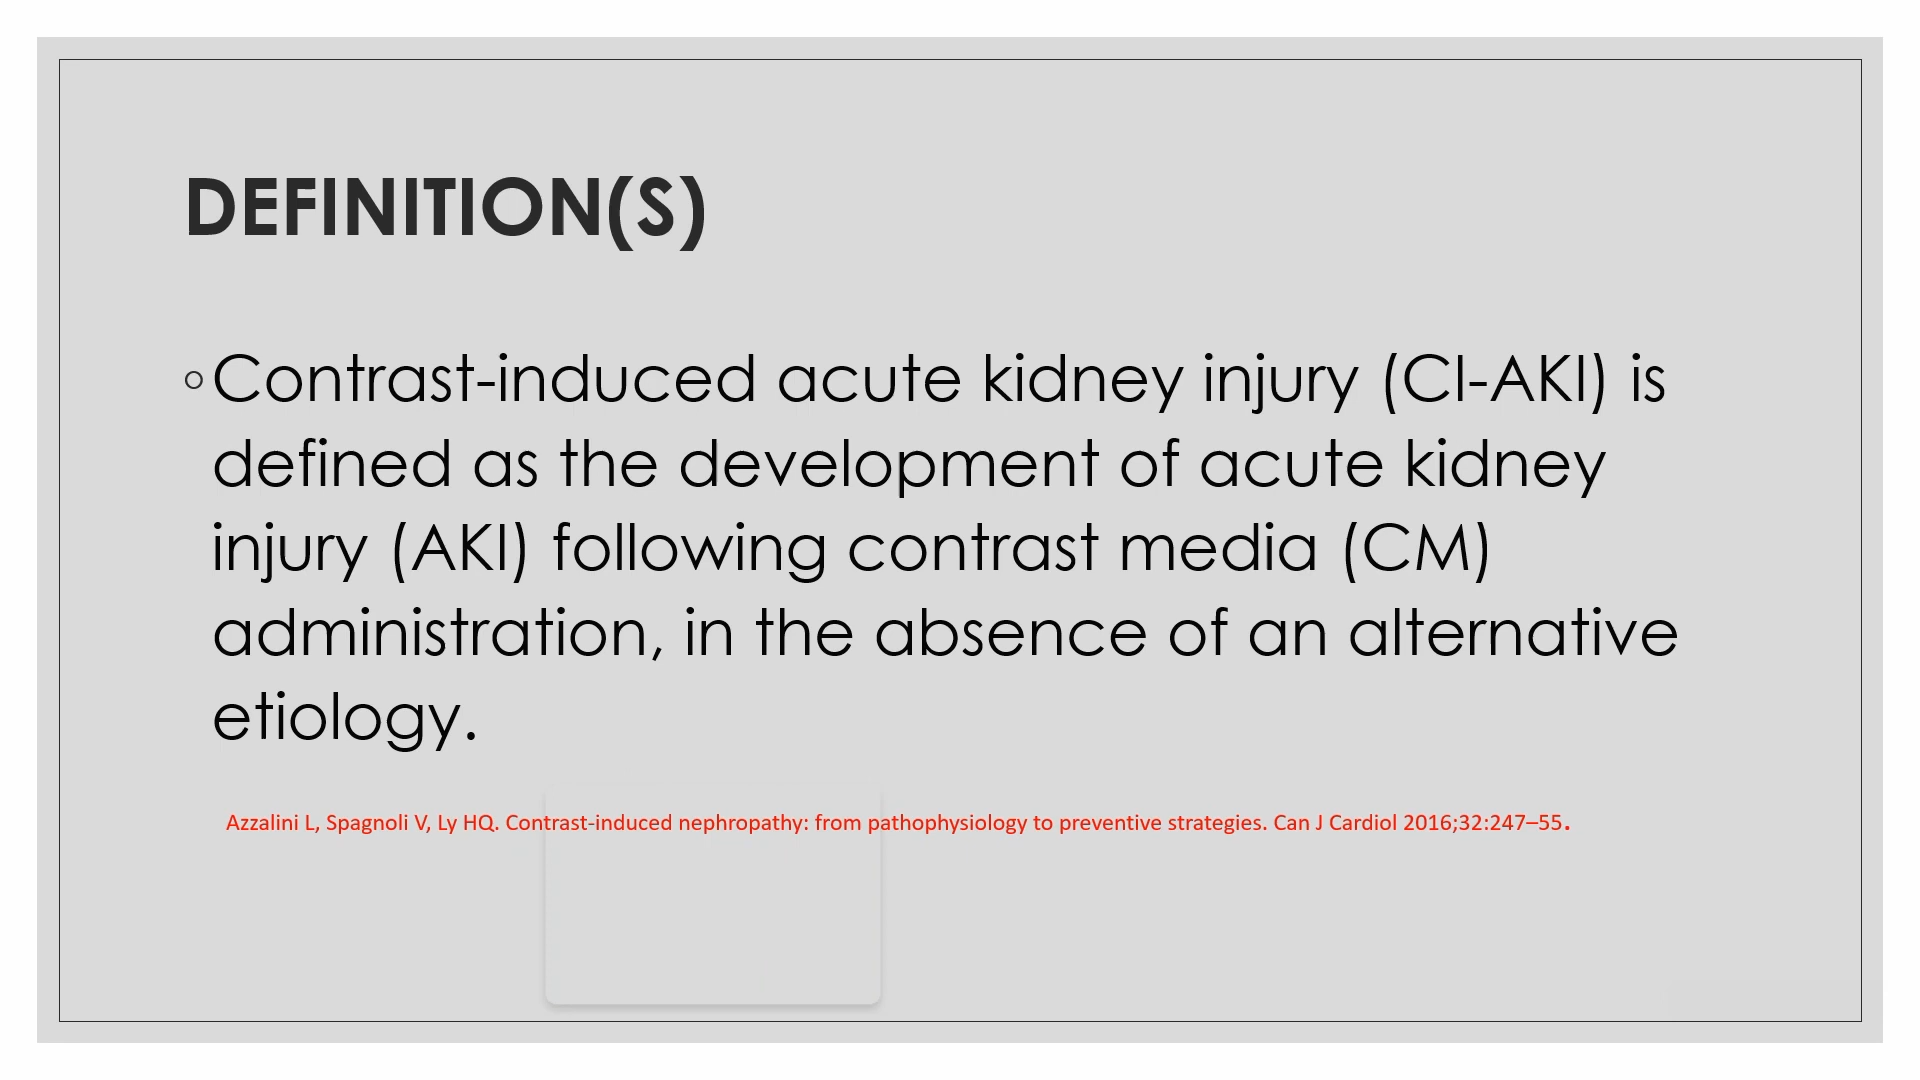 DEFINITION(S)
◦Contrast-induced acute kidney injury (CI-AKI) is
defined as the development of acute kidney
injury (AKI) following contrast media (CM)
administration, in the absence of an alternative
etiology.
Azzalini L, Spagnoli V, Ly HQ. Contrast-induced nephropathy: from pathophysiology to preventive strategies. Can J Cardiol 2016;32:247–55.